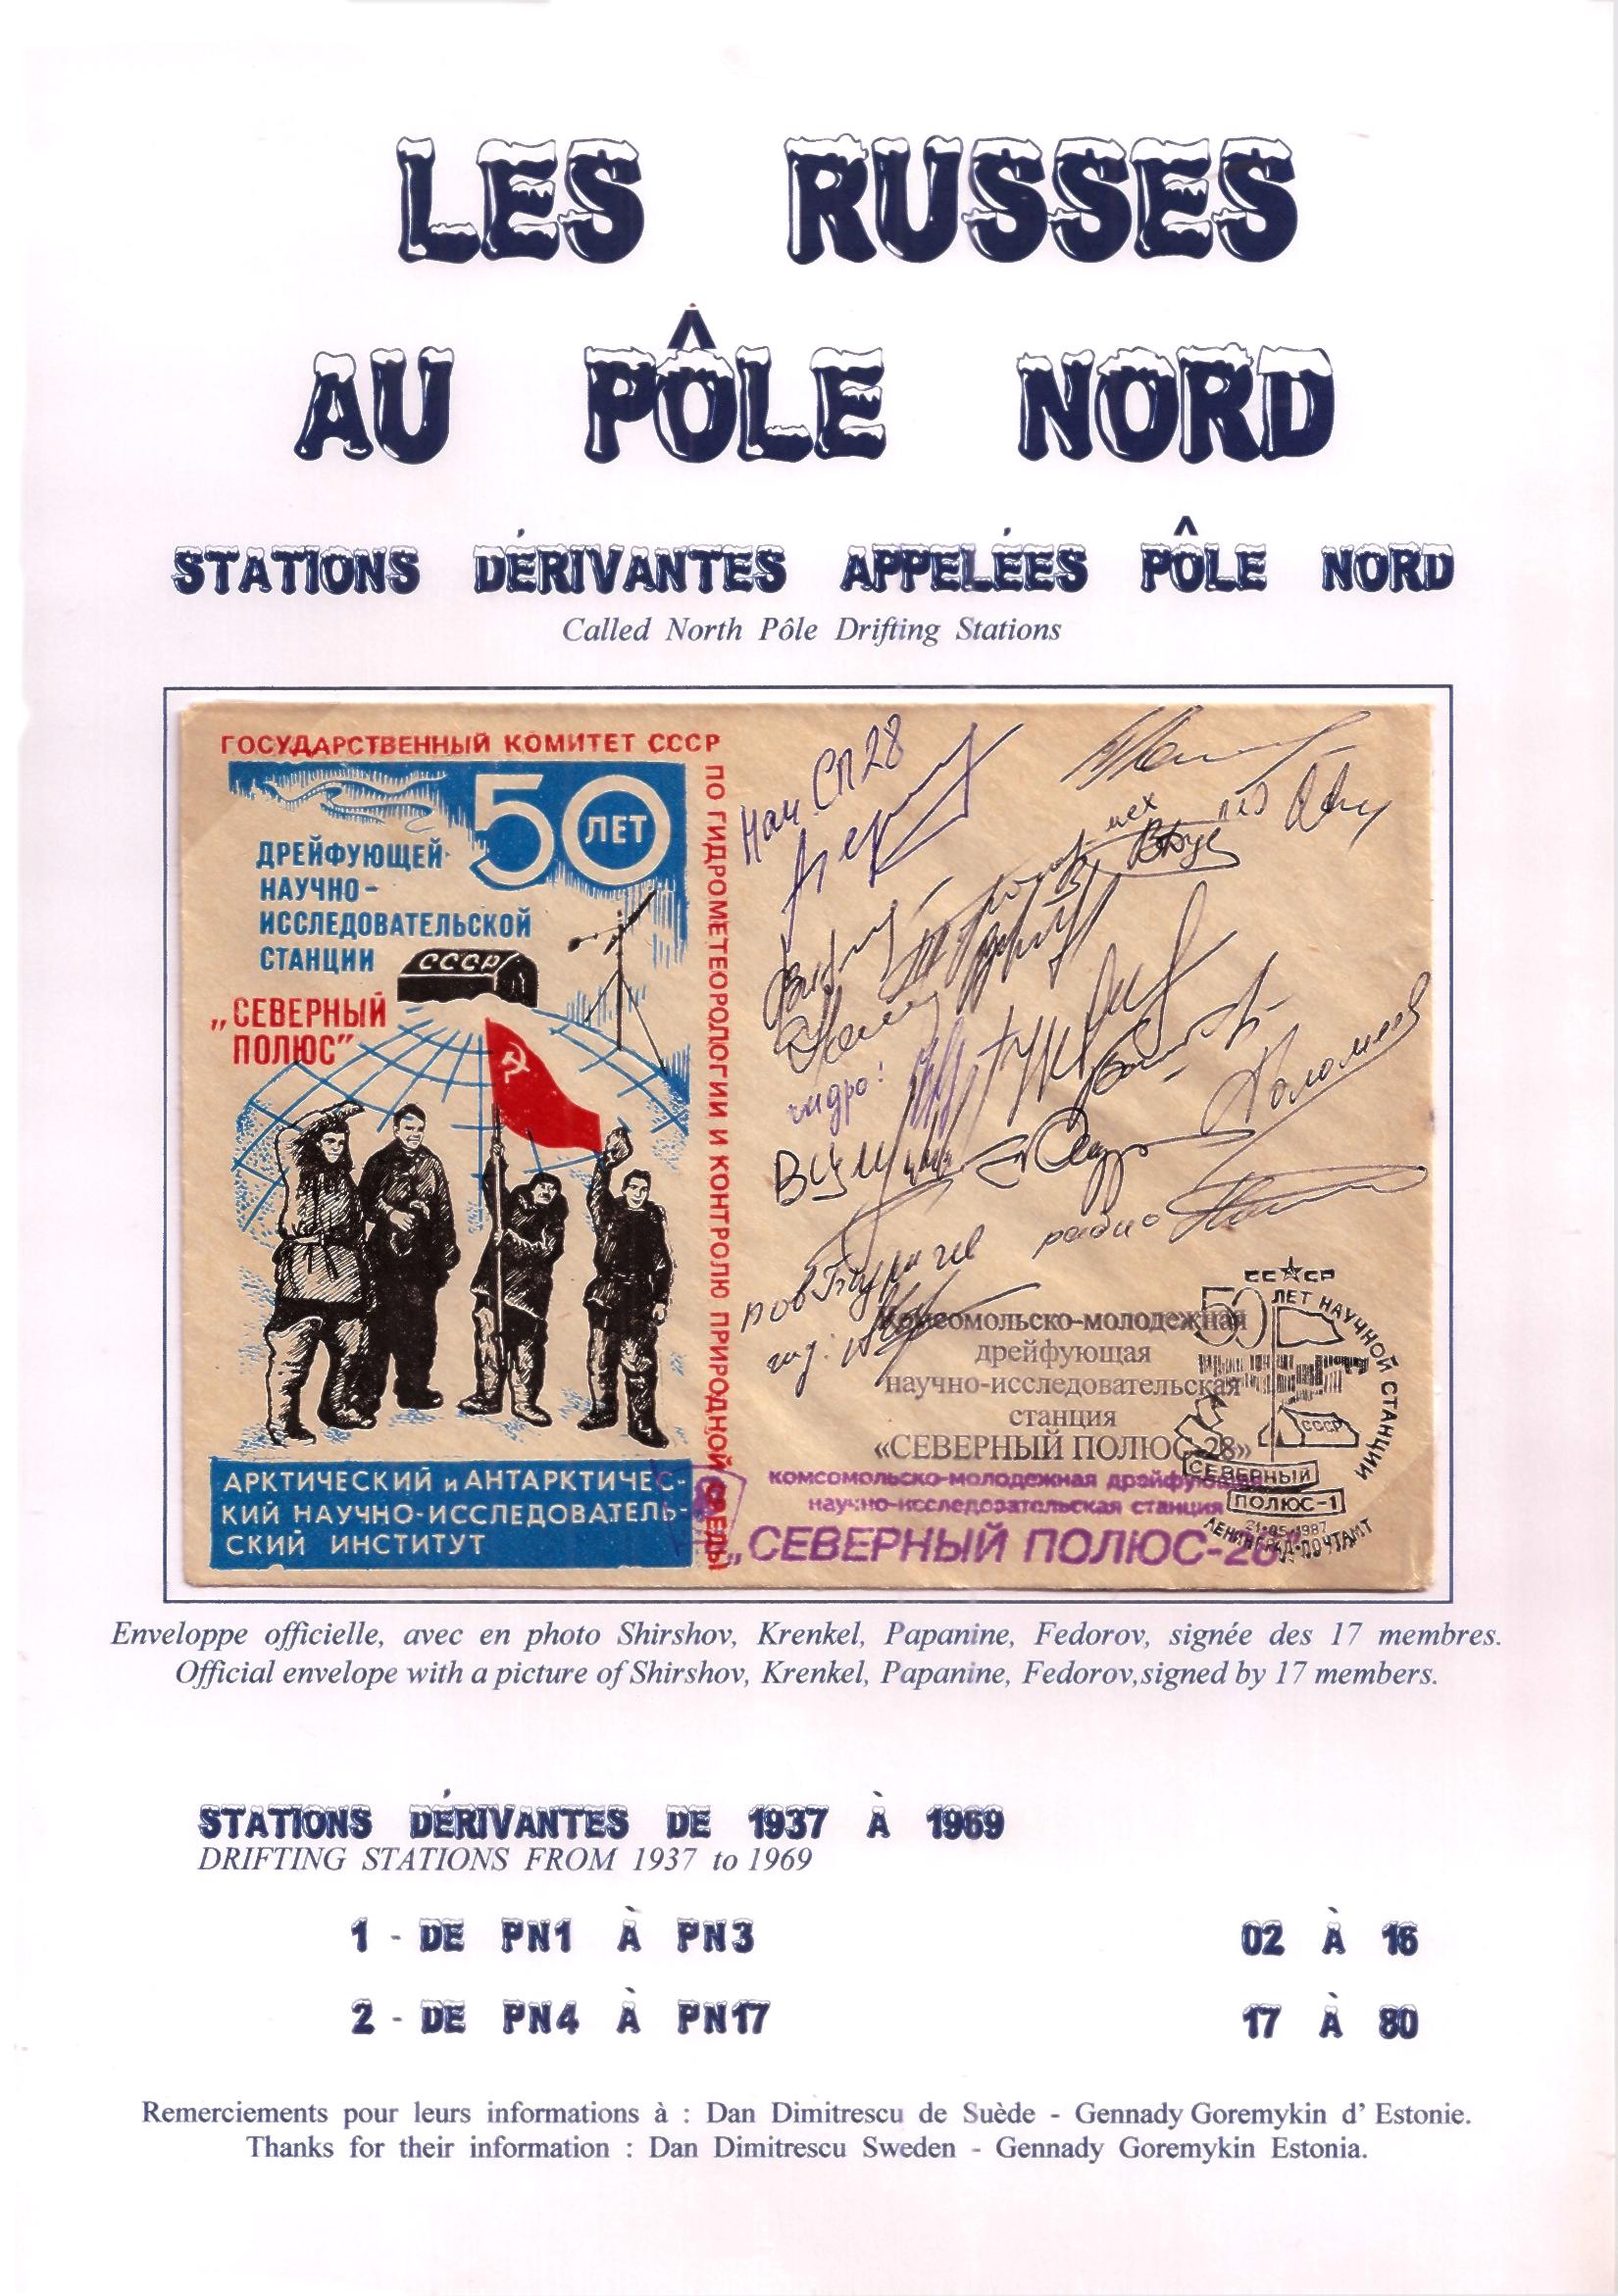 LES RUSSES
AU PÔLE NORD
STATIONS DÉRIVANTES APPELÉES PÔLE NORD
Called North Pôle Drifting Stations
ГОСУДАРСТВЕННЫЙ КОМИТЕТ СССР
ПО ГИДРОМЕТЕОРОЛОГИИ И КОНТРОЛЮ ПРИРОДНОЙ СРЕДЫ
50 ЛЕТ
ДРЕЙФУЮЩЕЙ
НАУЧНО-
ИССЛЕДОВАТЕЛЬСКОЙ
СТАНЦИИ
СССР
„СЕВЕРНЫЙ
ПОЛЮС”
АРКТИЧЕСКИЙ и АНТАРКТИЧЕС-
КИЙ НАУЧНО-ИССЛЕДОВАТЕЛЬ-
СКИЙ ИНСТИТУТ
Нач. СП 28
мех
гидро:
радио
Комсомольско-молодежная
дрейфующая
научно-исследовательская
станция
«СЕВЕРНЫЙ ПОЛЮС-28»
комсомольско-молодежная дрейфующая
научно-исследовательская станция
„СЕВЕРНЫЙ ПОЛЮС-28”
СССР
50 ЛЕТ НАУЧНОЙ СТАНЦИИ
СССР
СЕВЕРНЫЙ
ПОЛЮС-1
21·05·1987
ЛЕНИНГРАД·ПОЧТАМТ
Enveloppe officielle, avec en photo Shirshov, Krenkel, Papanine, Fedorov, signée des 17 membres.
Official envelope with a picture of Shirshov, Krenkel, Papanine, Fedorov,signed by 17 members.
STATIONS DÉRIVANTES DE 1937 À 1969
DRIFTING STATIONS FROM 1937 to 1969
1 - DE PN1 À PN3 02 À 16
2 - DE PN4 À PN17 17 À 80
Remerciements pour leurs informations à : Dan Dimitrescu de Suède - Gennady Goremykin d' Estonie.
Thanks for their information : Dan Dimitrescu Sweden - Gennady Goremykin Estonia.